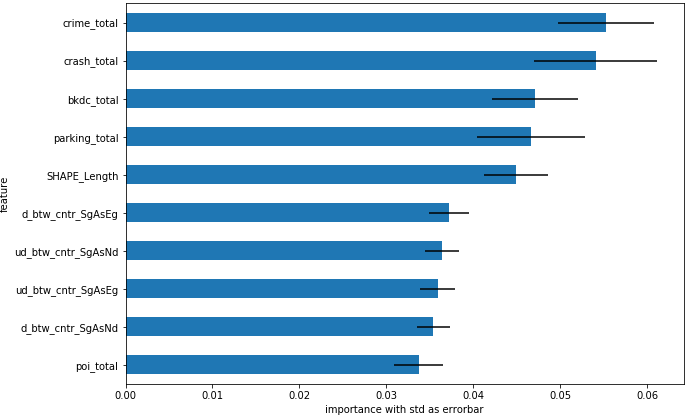 crime_total
crash_total
bkdc_total
parking_total
SHAPE_Length
d_btw_cntr_SgAsEg
ud_btw_cntr_SgAsNd
ud_btw_cntr_SgAsEg
d_btw_cntr_SgAsNd
poi_total
feature
0.00 0.01 0.02 0.03 0.04 0.05 0.06
importance with std as errorbar